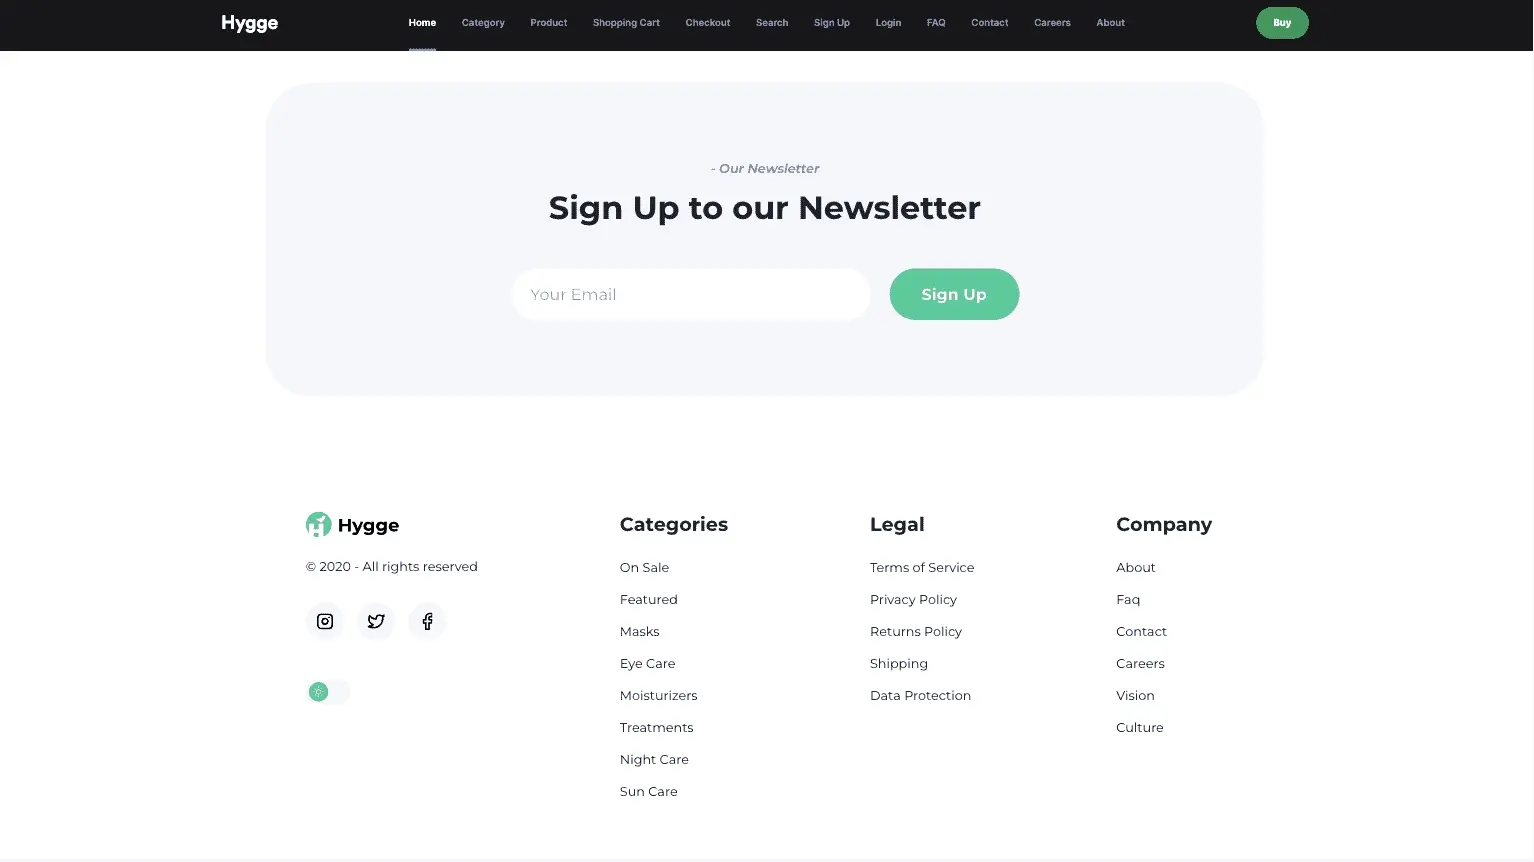 Hygge Home Category Product Shopping Cart Checkout Search Sign Up Login FAQ Contact Careers About Buy
- Our Newsletter
Sign Up to our Newsletter
Your Email Sign Up
Hygge
© 2020 - All rights reserved
Categories
On Sale
Featured
Masks
Eye Care
Moisturizers
Treatments
Night Care
Sun Care
Legal
Terms of Service
Privacy Policy
Returns Policy
Shipping
Data Protection
Company
About
Faq
Contact
Careers
Vision
Culture